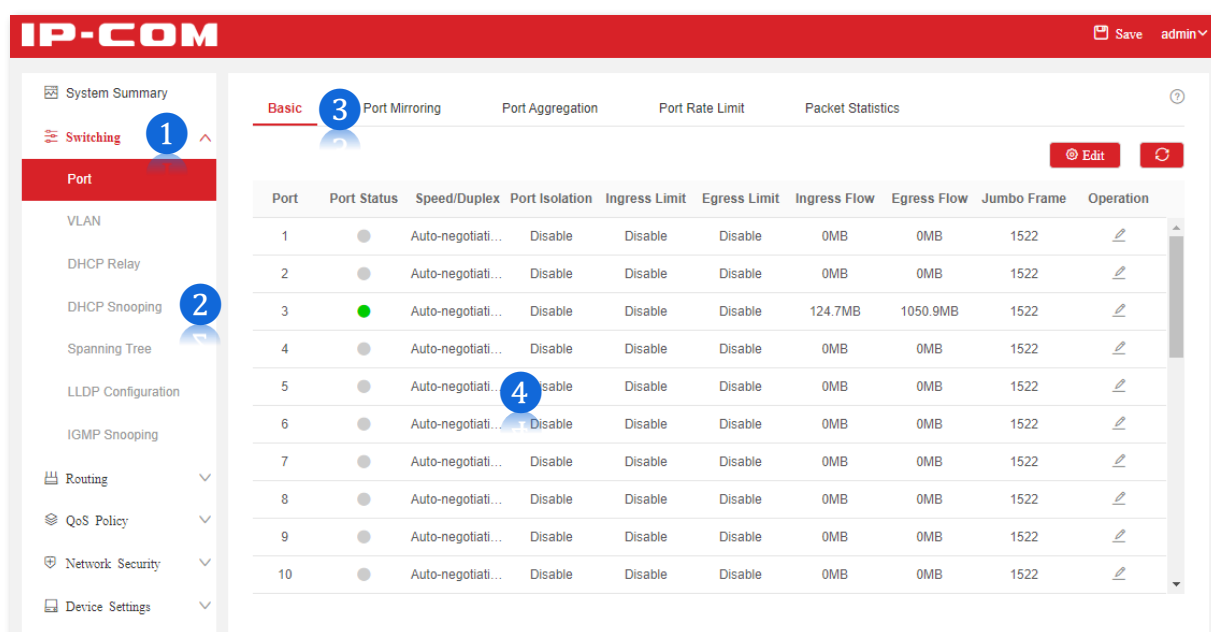 IP-COM
Save admin
System Summary
Switching 1
Port
VLAN
DHCP Relay
DHCP Snooping 2
Spanning Tree
LLDP Configuration
IGMP Snooping
Routing
QoS Policy
Network Security
Device Settings
Basic 3 Port Mirroring Port Aggregation Port Rate Limit Packet Statistics ?
Edit
Port Port Status Speed/Duplex Port Isolation Ingress Limit Egress Limit Ingress Flow Egress Flow Jumbo Frame Operation
1 Auto-negotiati... Disable Disable Disable 0MB 0MB 1522
2 Auto-negotiati... Disable Disable Disable 0MB 0MB 1522
3 Auto-negotiati... Disable Disable Disable 124.7MB 1050.9MB 1522
4 Auto-negotiati... Disable Disable Disable 0MB 0MB 1522
5 Auto-negotiati... 4 sable Disable Disable 0MB 0MB 1522
6 Auto-negotiati... Disable Disable Disable 0MB 0MB 1522
7 Auto-negotiati... Disable Disable Disable 0MB 0MB 1522
8 Auto-negotiati... Disable Disable Disable 0MB 0MB 1522
9 Auto-negotiati... Disable Disable Disable 0MB 0MB 1522
10 Auto-negotiati... Disable Disable Disable 0MB 0MB 1522